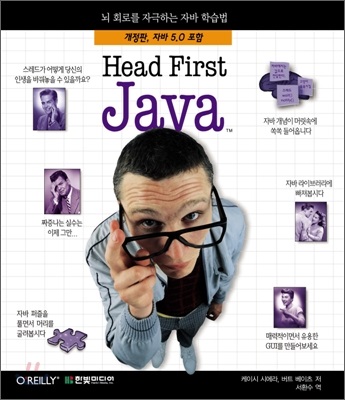 뇌 회로를 자극하는 자바 학습법
개정판, 자바 5.0 포함
Head First
Java
TM
스레드가 어떻게 당신의
인생을 바꿔놓을 수 있을까요?
자바 개념이 머릿속에
쏙쏙 들어옵니다
짜증나는 실수는
이제 그만...
자바 라이브러리에
빠져봅시다
자바 퍼즐을
풀면서 머리를
굴려봅시다
매력적이면서 유용한
GUI를 만들어보세요
O'REILLY
한빛미디어
케이시 시에라, 버트 베이츠 저
서환수 역